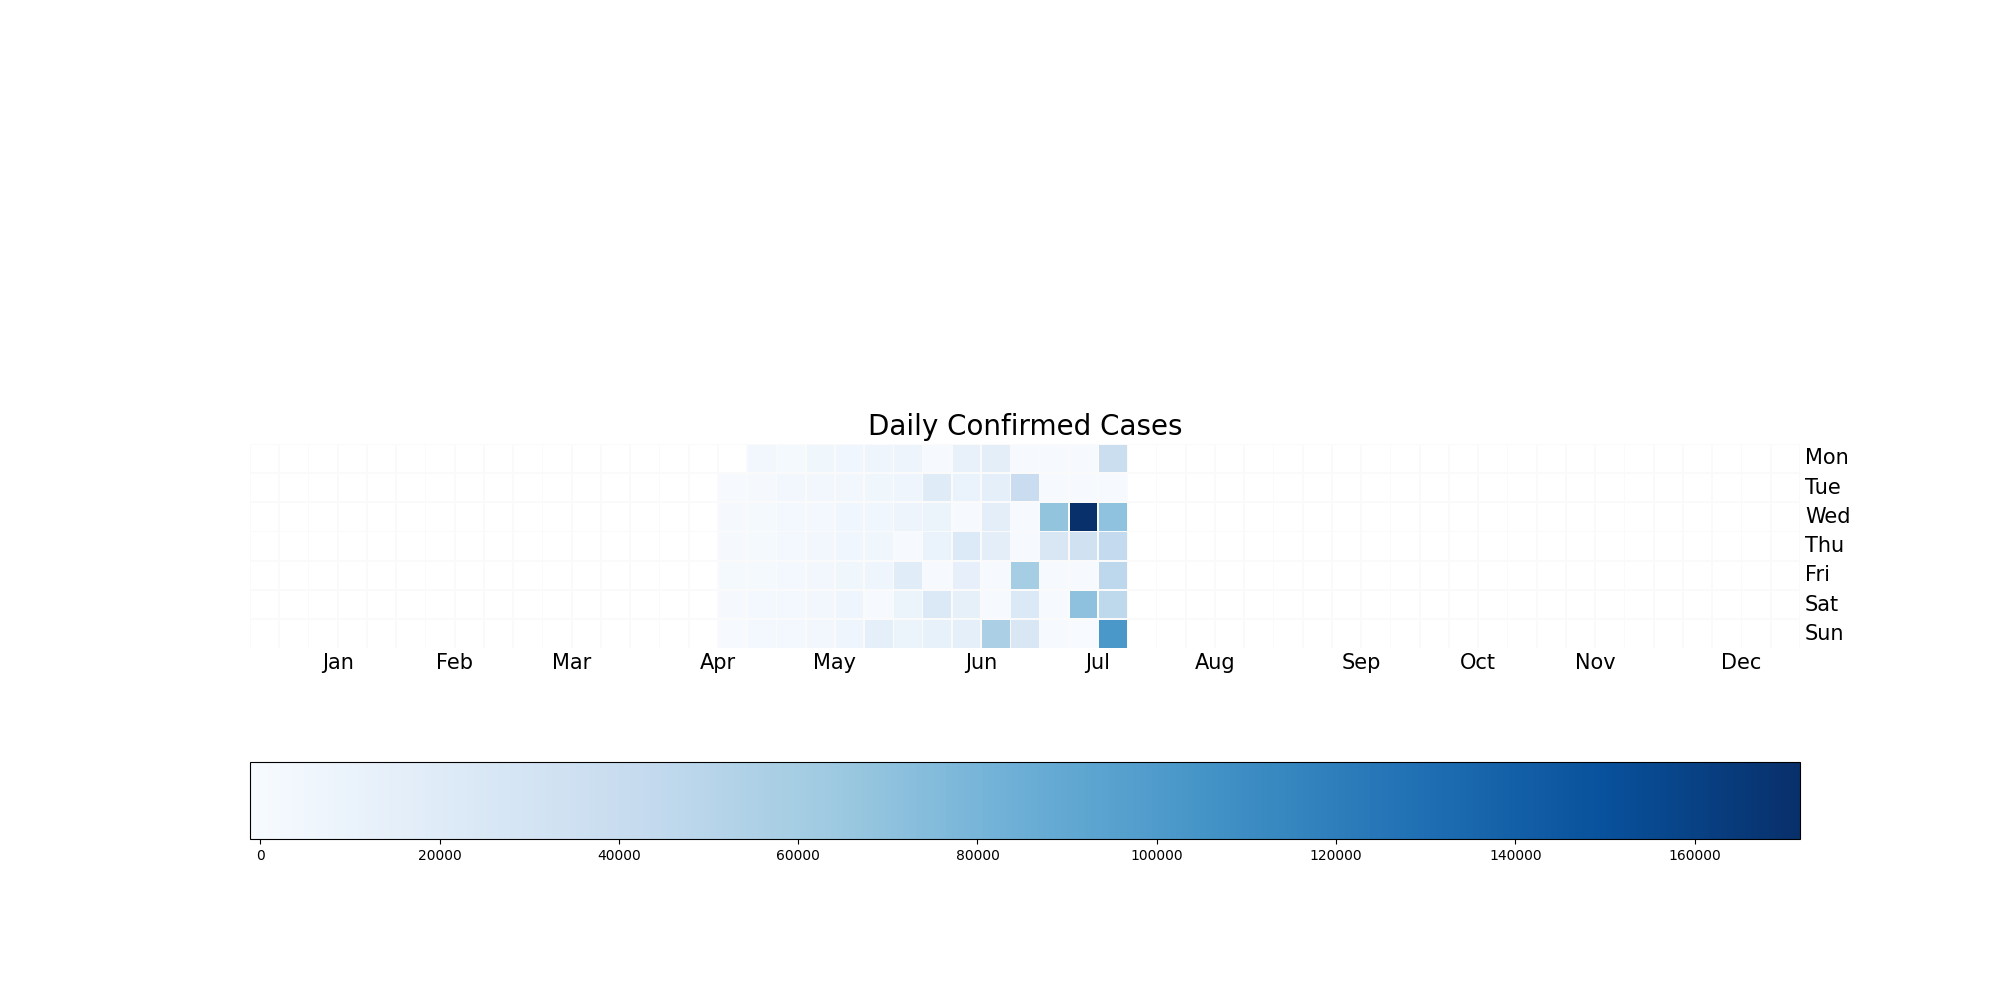 Daily Confirmed Cases
Mon
Tue
Wed
Thu
Fri
Sat
Sun
Jan Feb Mar Apr May Jun Jul Aug Sep Oct Nov Dec
0 20000 40000 60000 80000 100000 120000 140000 160000